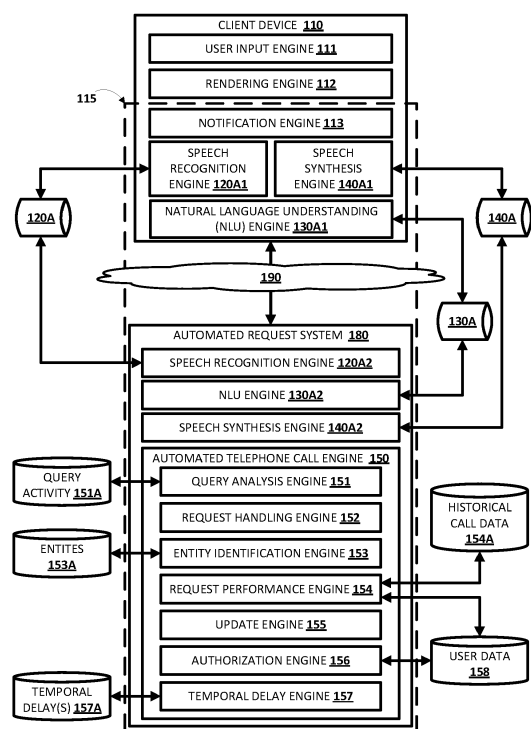 CLIENT DEVICE 110
USER INPUT ENGINE 111
RENDERING ENGINE 112
115
NOTIFICATION ENGINE 113
SPEECH
RECOGNITION
ENGINE 120A1
SPEECH
SYNTHESIS
ENGINE 140A1
120A
140A
NATURAL LANGUAGE UNDERSTANDING
(NLU) ENGINE 130A1
190
130A
AUTOMATED REQUEST SYSTEM 180
SPEECH RECOGNITION ENGINE 120A2
NLU ENGINE 130A2
SPEECH SYNTHESIS ENGINE 140A2
AUTOMATED TELEPHONE CALL ENGINE 150
QUERY
ACTIVITY 151A
QUERY ANALYSIS ENGINE 151
REQUEST HANDLING ENGINE 152
HISTORICAL
CALL DATA
154A
ENTITES
153A
ENTITY IDENTIFICATION ENGINE 153
REQUEST PERFORMANCE ENGINE 154
UPDATE ENGINE 155
AUTHORIZATION ENGINE 156
USER DATA
158
TEMPORAL
DELAY(S) 157A
TEMPORAL DELAY ENGINE 157